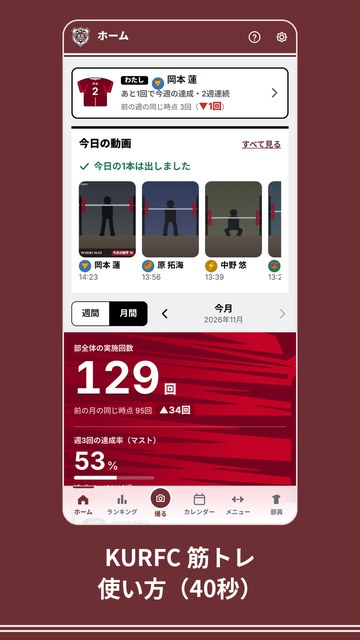 ホーム
?
わたし 岡本 蓮
2
あと1回で今週の達成・2週連続
前の週の同じ時点 3回（▼1回）
今日の動画
すべて見る
今日の1本は出しました
岡本 蓮
14:23
原 拓海
13:56
中野 悠
13:39
13:2
週間
月間
今月
2026年11月
部全体の実施回数
129回
前の月の同じ時点 95回 ▲34回
週3回の達成率（マスト）
53%
ホーム
ランキング
撮る
カレンダー
メニュー
部員
KURFC 筋トレ
使い方（40秒）